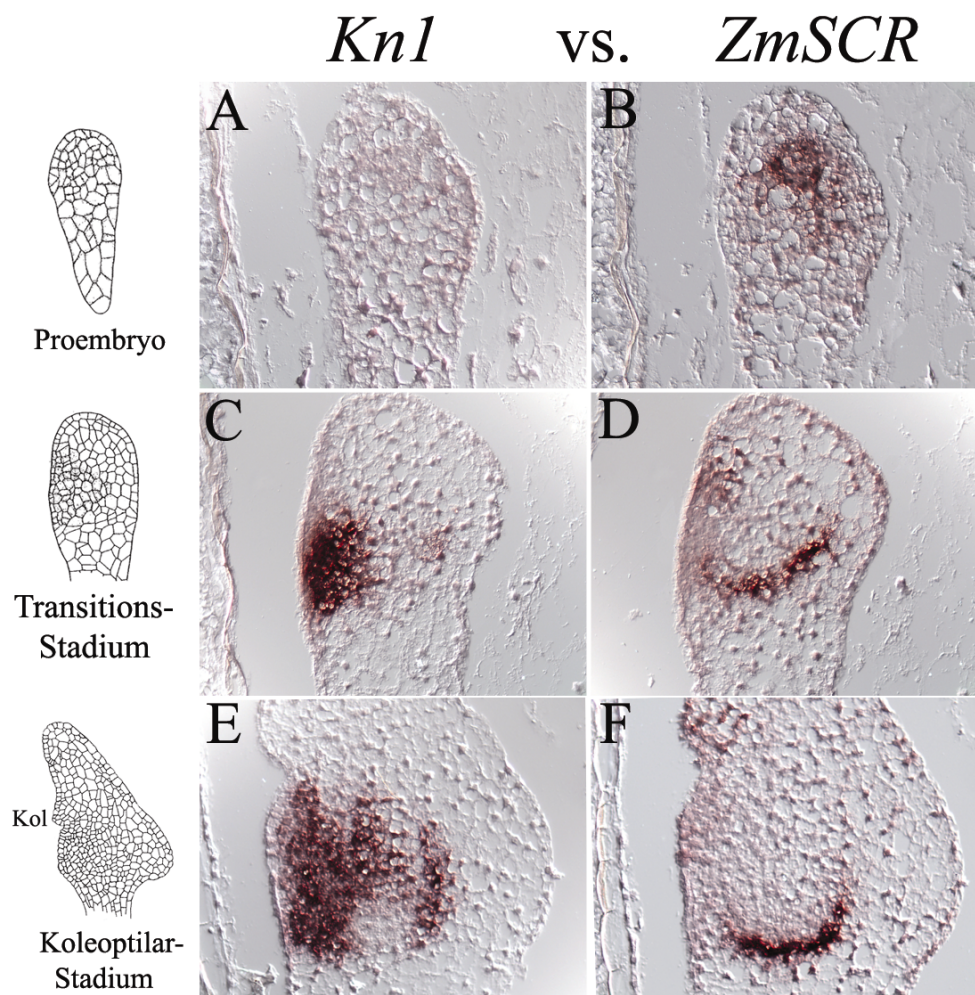 Kn1 vs. ZmSCR
A
B
Proembryo
C
D
Transitions-
Stadium
E
F
Kol
Koleoptilar-
Stadium